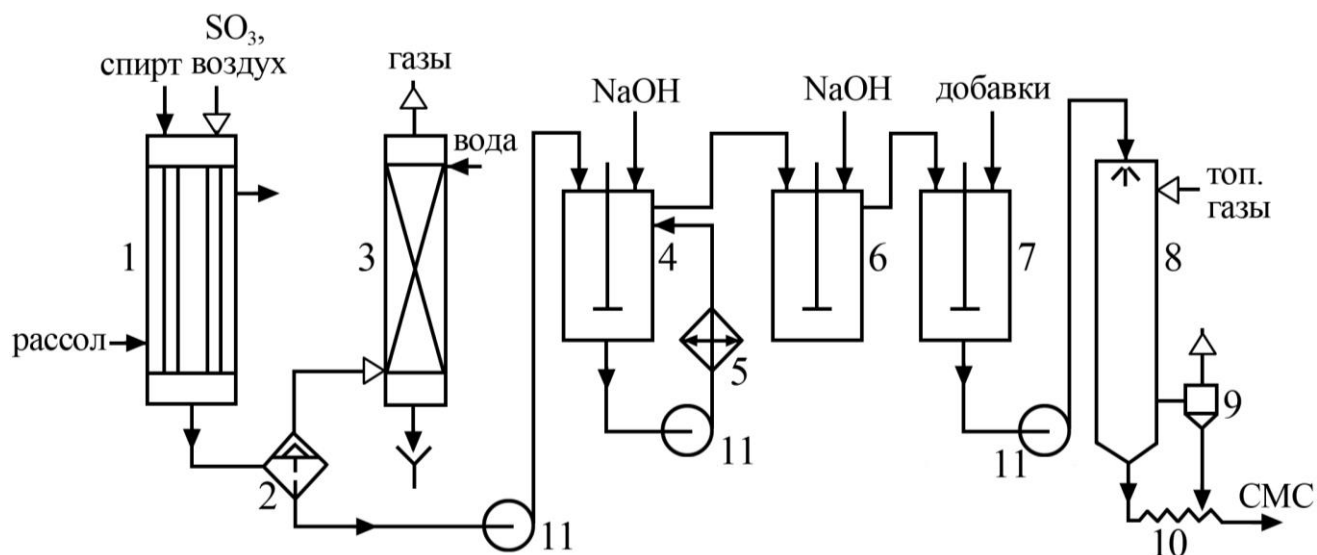 SO3,
спирт воздух
газы
NaOH
NaOH
добавки
вода
топ.
газы
1
3
4
6
7
8
рассол
5
9
2
11
11
11
СМС
10